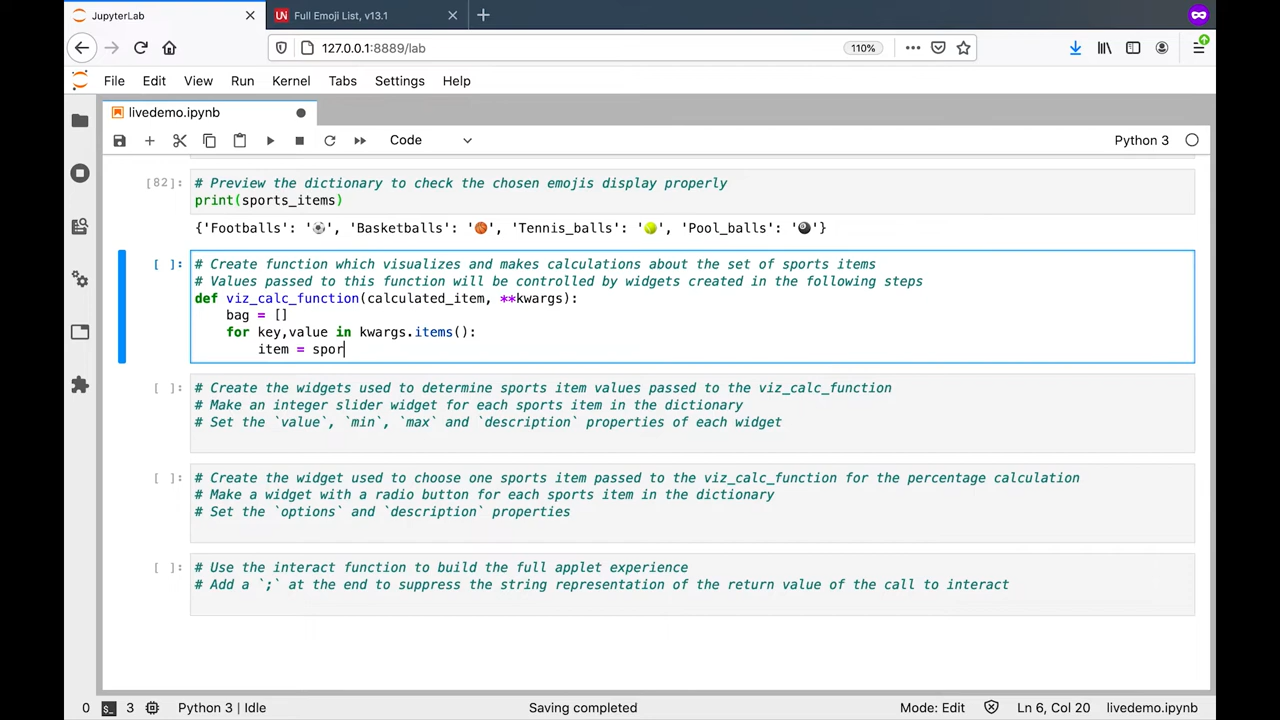 JupyterLab
UN Full Emoji List, v13.1
127.0.0.1:8889/lab
110%
File Edit View Run Kernel Tabs Settings Help
livedemo.ipynb
Code
Python 3
[82]:
# Preview the dictionary to check the chosen emojis display properly
print(sports_items)
{'Footballs': '⚽', 'Basketballs': '🏀', 'Tennis_balls': '🎾', 'Pool_balls': '🎱'}
[ ]:
# Create function which visualizes and makes calculations about the set of sports items
# Values passed to this function will be controlled by widgets created in the following steps
def viz_calc_function(calculated_item, **kwargs):
bag = []
for key,value in kwargs.items():
item = spor
[ ]:
# Create the widgets used to determine sports item values passed to the viz_calc_function
# Make an integer slider widget for each sports item in the dictionary
# Set the `value`, `min`, `max` and `description` properties of each widget
[ ]:
# Create the widget used to choose one sports item passed to the viz_calc_function for the percentage calculation
# Make a widget with a radio button for each sports item in the dictionary
# Set the `options` and `description` properties
[ ]:
# Use the interact function to build the full applet experience
# Add a `;` at the end to suppress the string representation of the return value of the call to interact
0 3 Python 3 | Idle Saving completed Mode: Edit Ln 6, Col 20 livedemo.ipynb